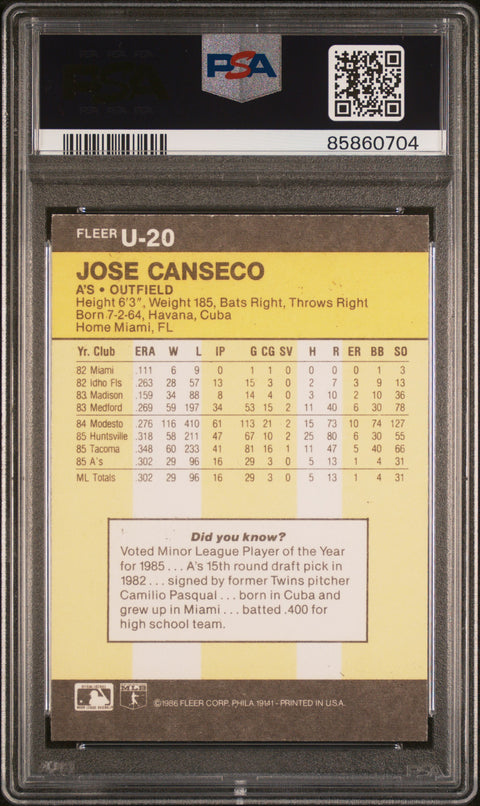 PSA
85860704
FLEER U-20
JOSE CANSECO
A'S • OUTFIELD
Height 6'3", Weight 185, Bats Right, Throws Right
Born 7-2-64, Havana, Cuba
Home Miami, FL
Yr. Club ERA W L IP G CG SV H R ER BB SO
82 Miami .111 6 9 0 1 1 0 0 0 0 1 3
82 Idho Fls .263 28 57 13 15 3 0 2 7 3 9 13
83 Madison .159 34 88 8 14 4 0 3 10 2 10 36
83 Medford .269 59 197 34 53 15 2 11 40 6 30 78
84 Modesto .276 116 410 61 113 21 2 15 73 10 74 127
85 Huntsville .318 58 211 47 67 10 2 25 80 6 30 55
85 Tacoma .348 60 233 41 81 16 1 11 47 5 40 66
85 A's .302 29 96 16 29 3 0 5 13 1 4 31
ML Totals .302 29 96 16 29 3 0 5 13 1 4 31
Did you know?
Voted Minor League Player of the Year
for 1985 . . . A's 15th round draft pick in
1982 . . . signed by former Twins pitcher
Camilio Pasqual . . . born in Cuba and
grew up in Miami . . . batted .400 for
high school team.
MLB
©1986 FLEER CORP. PHILA 19141 - PRINTED IN U.S.A.